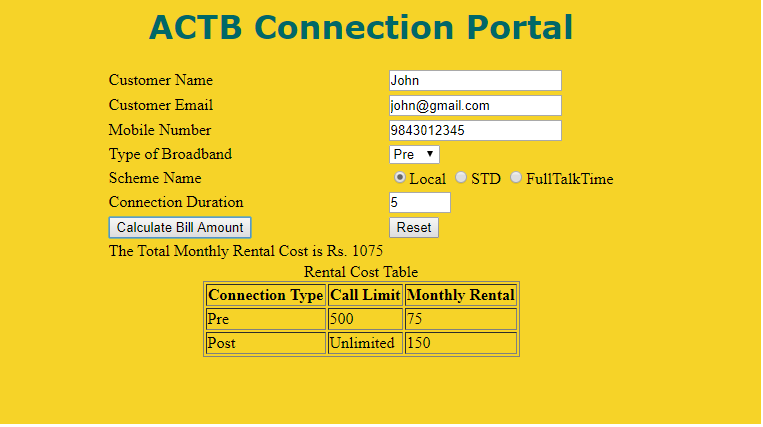 ACTB Connection Portal
Customer Name John
Customer Email john@gmail.com
Mobile Number 9843012345
Type of Broadband Pre
Scheme Name Local STD FullTalkTime
Connection Duration 5
Calculate Bill Amount Reset
The Total Monthly Rental Cost is Rs. 1075
Rental Cost Table
Connection Type Call Limit Monthly Rental
Pre 500 75
Post Unlimited 150